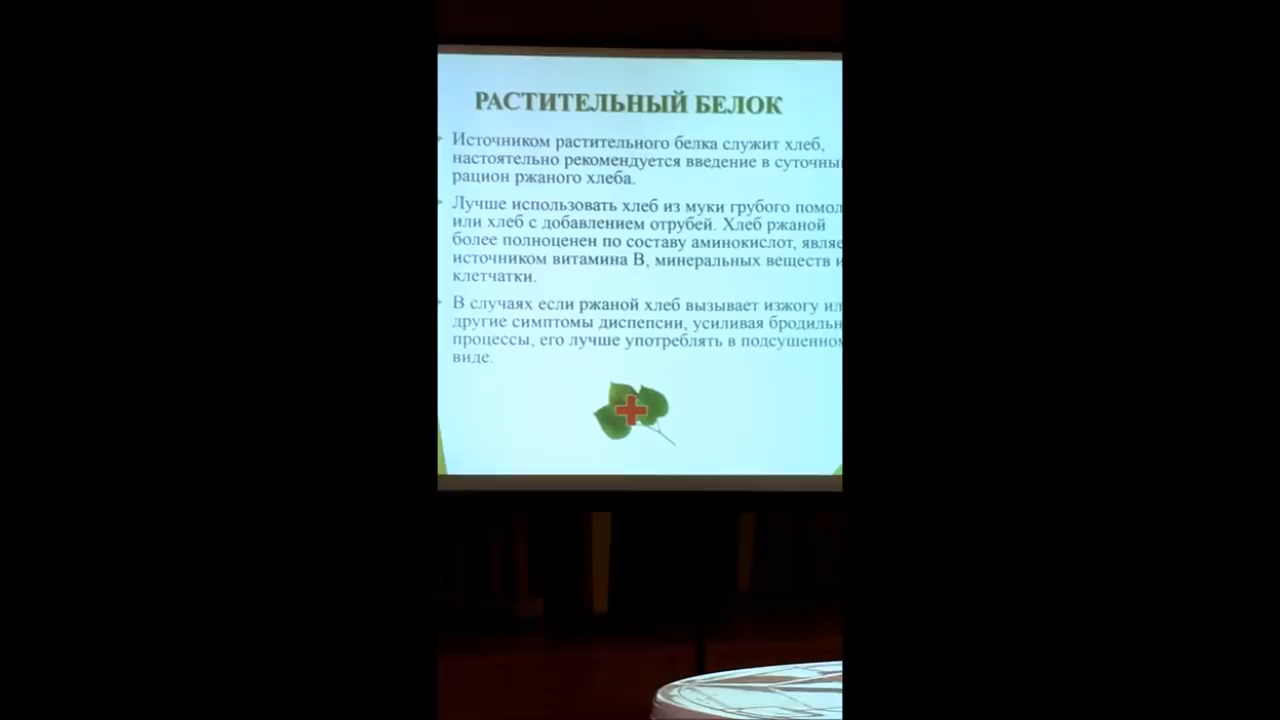 РАСТИТЕЛЬНЫЙ БЕЛОК
Источником растительного белка служит хлеб,
настоятельно рекомендуется введение в суточны
рацион ржаного хлеба.
Лучше использовать хлеб из муки грубого помол
или хлеб с добавлением отрубей. Хлеб ржаной
более полноценен по составу аминокислот, являе
источником витамина В, минеральных веществ и
клетчатки.
В случаях если ржаной хлеб вызывает изжогу ил
другие симптомы диспепсии, усиливая бродильн
процессы, его лучше употреблять в подсушенном
виде.